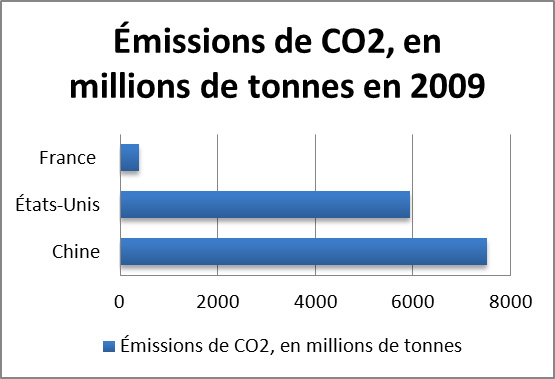 Émissions de CO2, en
millions de tonnes en 2009
France
États-Unis
Chine
0 2000 4000 6000 8000
Émissions de CO2, en millions de tonnes